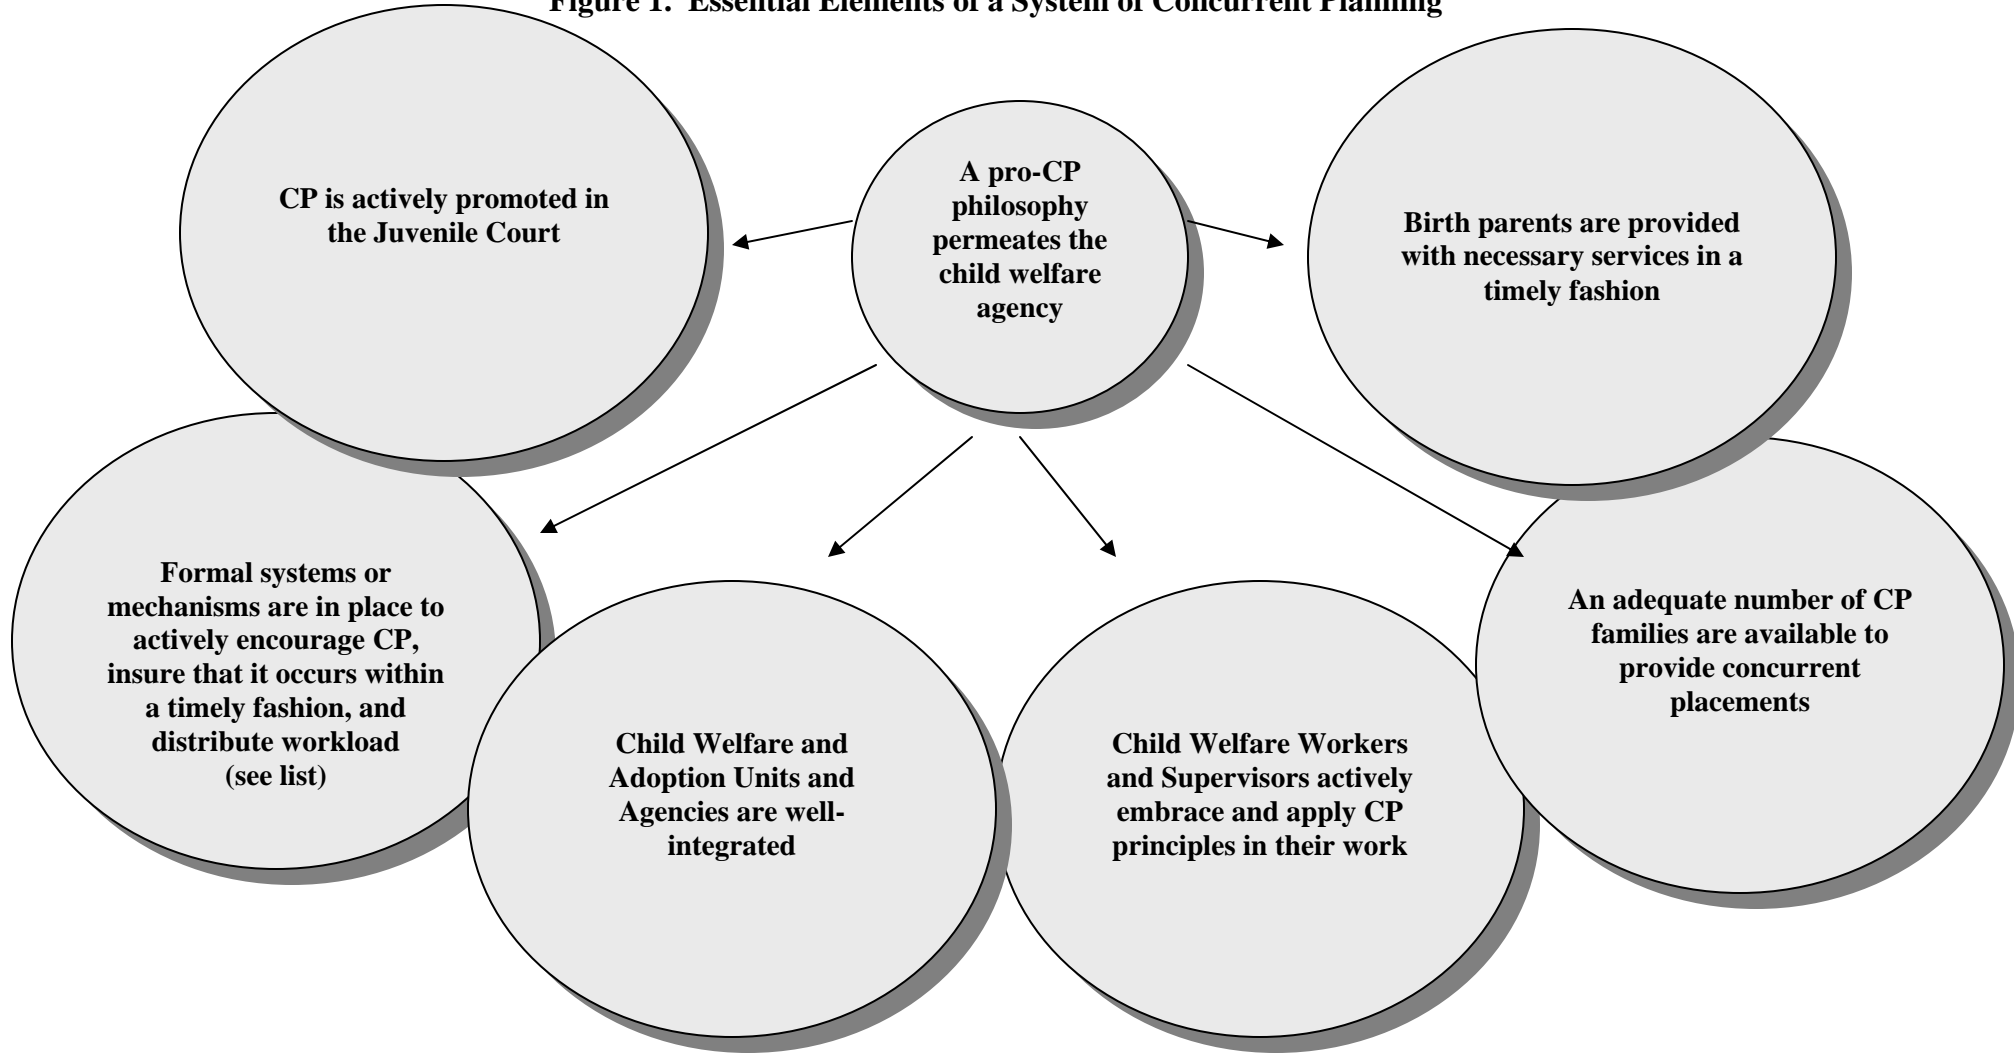 Figure 1. Essential Elements of a System of Concurrent Planning
CP is actively promoted in
the Juvenile Court
A pro-CP
philosophy
permeates the
child welfare
agency
Birth parents are provided
with necessary services in a
timely fashion
Formal systems or
mechanisms are in place to
actively encourage CP,
insure that it occurs within
a timely fashion, and
distribute workload
(see list)
Child Welfare and
Adoption Units and
Agencies are well-
integrated
Child Welfare Workers
and Supervisors actively
embrace and apply CP
principles in their work
An adequate number of CP
families are available to
provide concurrent
placements